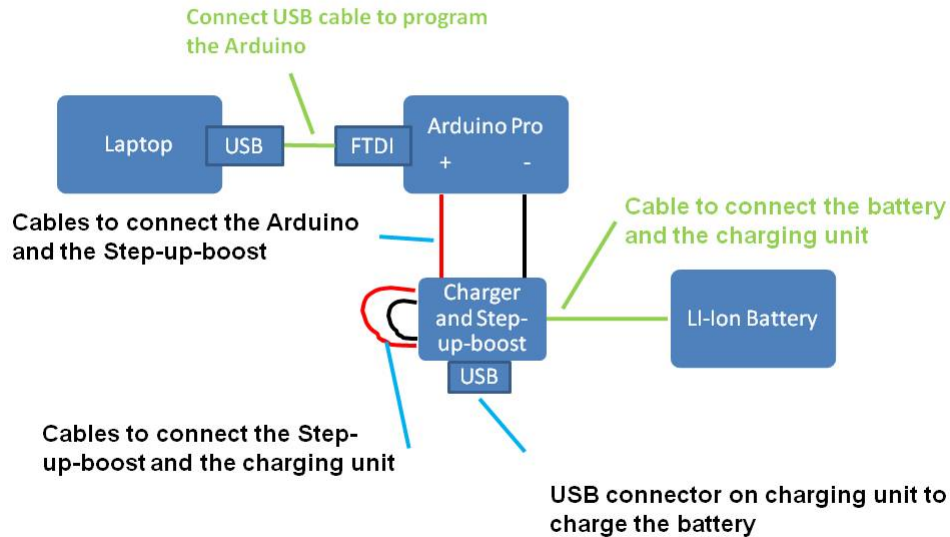 Connect USB cable to program
the Arduino
Laptop
USB
FTDI
Arduino Pro
+ -
Cables to connect the Arduino
and the Step-up-boost
Cable to connect the battery
and the charging unit
Charger
and Step-
up-boost
USB
LI-Ion Battery
Cables to connect the Step-
up-boost and the charging unit
USB connector on charging unit to
charge the battery